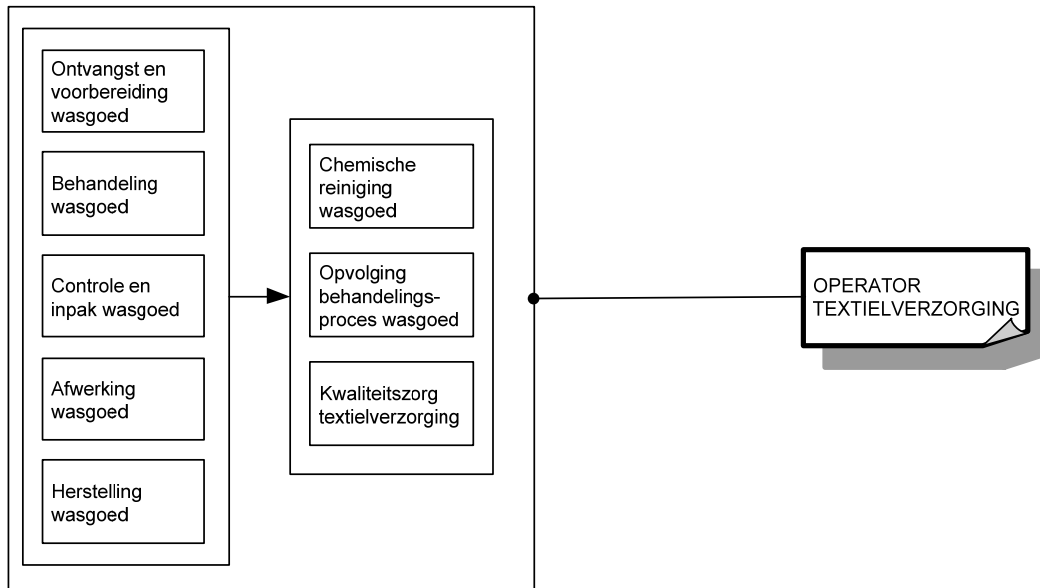 Ontvangst en
voorbereiding
wasgoed
Behandeling
wasgoed
Controle en
inpak wasgoed
Afwerking
wasgoed
Herstelling
wasgoed
Chemische
reiniging
wasgoed
Opvolging
behandelings-
proces wasgoed
Kwaliteitszorg
textielverzorging
OPERATOR
TEXTIELVERZORGING